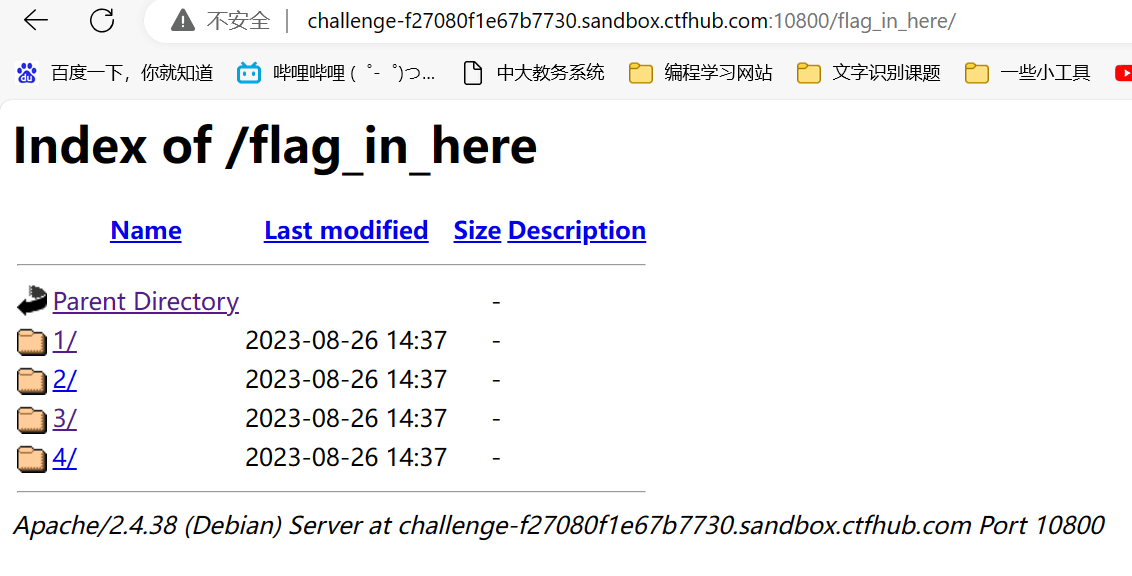 不安全 challenge-f27080f1e67b7730.sandbox.ctfhub.com:10800/flag_in_here/
百度一下，你就知道 哔哩哔哩 ( ゜- ゜)つ... 中大教务系统 编程学习网站 文字识别课题 一些小工具
Index of /flag_in_here
Name Last modified Size Description
Parent Directory -
1/ 2023-08-26 14:37 -
2/ 2023-08-26 14:37 -
3/ 2023-08-26 14:37 -
4/ 2023-08-26 14:37 -
Apache/2.4.38 (Debian) Server at challenge-f27080f1e67b7730.sandbox.ctfhub.com Port 10800